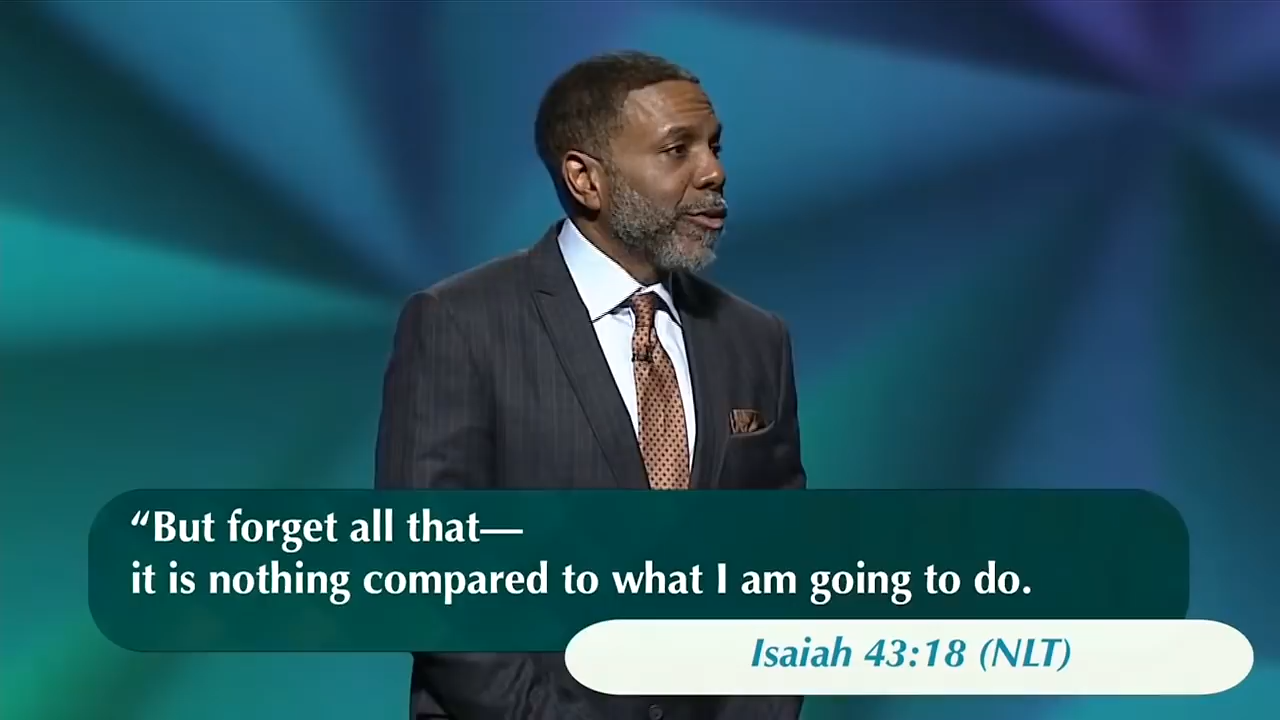 “But forget all that—
it is nothing compared to what I am going to do.
Isaiah 43:18 (NLT)